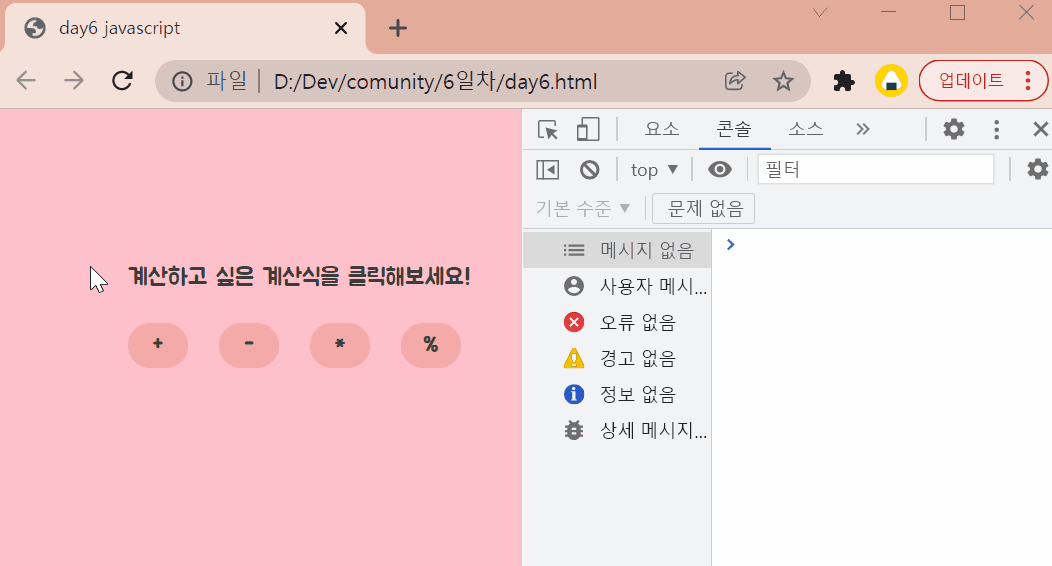 day6 javascript
파일 | D:/Dev/comunity/6일차/day6.html
업데이트
요소 콘솔 소스 »
top ▼ 필터
기본 수준 ▼ 문제 없음
메시지 없음
사용자 메시...
오류 없음
경고 없음
정보 없음
상세 메시지...
계산하고 싶은 계산식을 클릭해보세요!
+ - * %